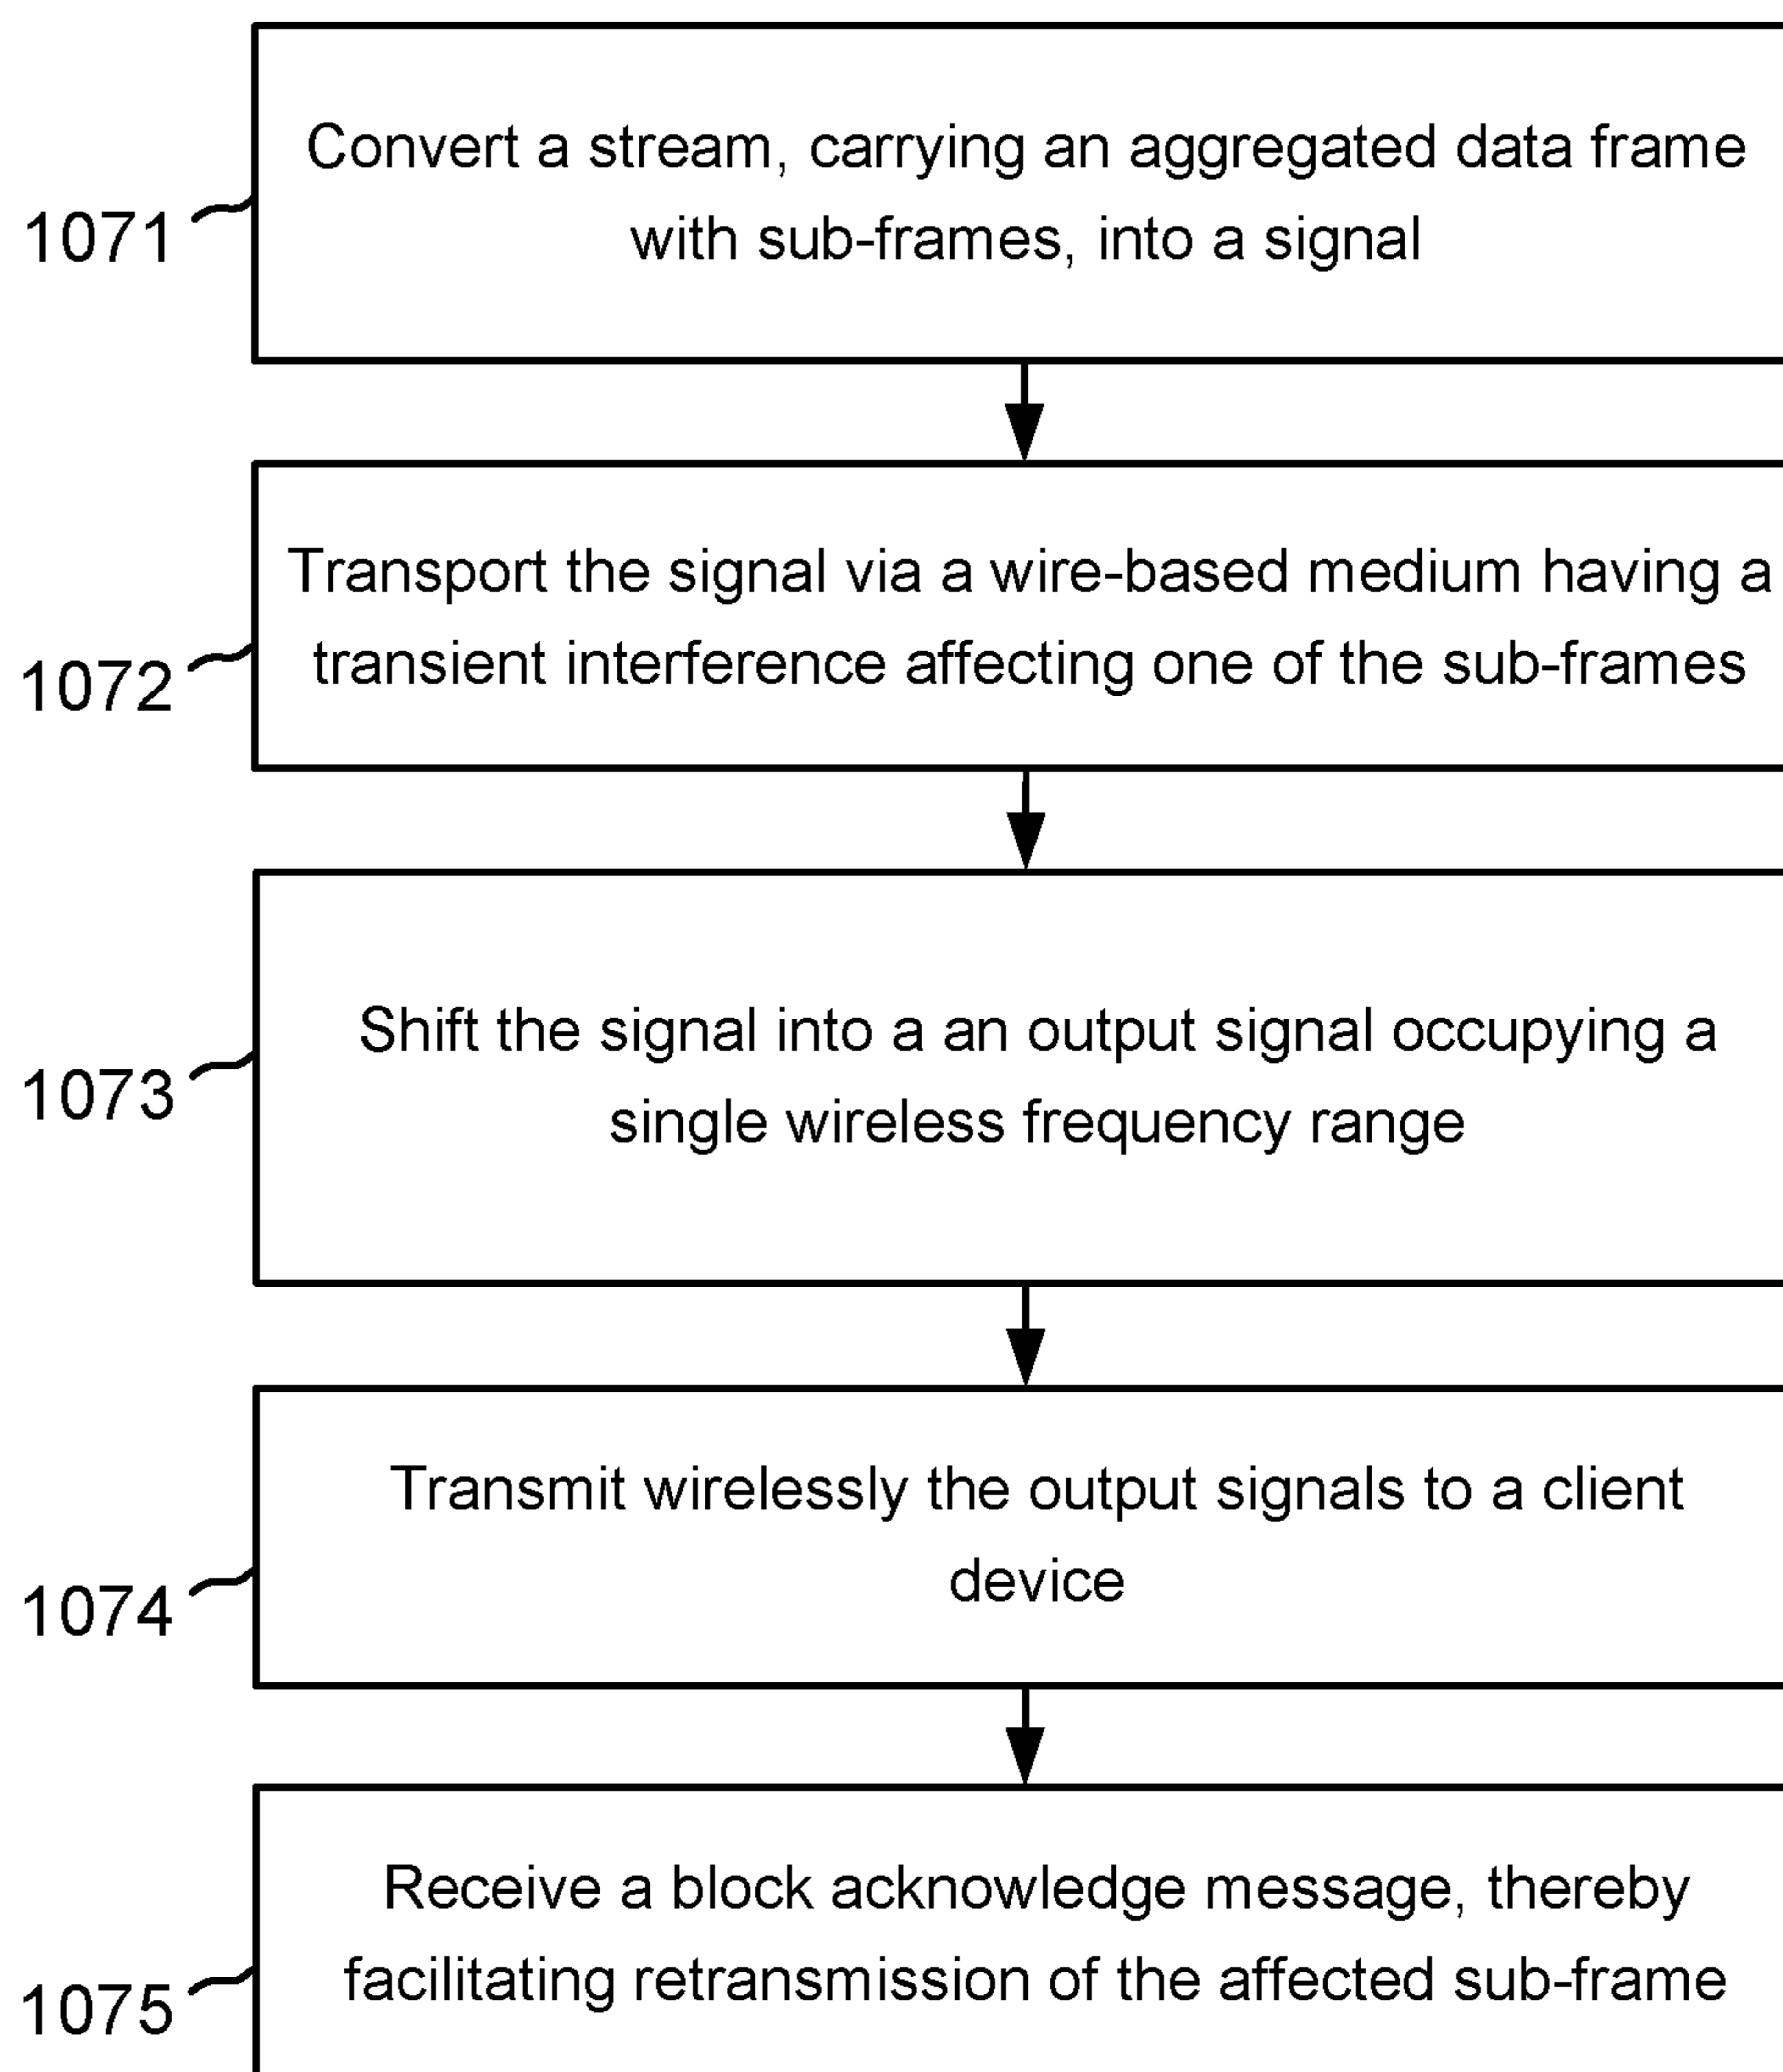 Convert a stream, carrying an aggregated data frame
with sub-frames, into a signal
1071
Transport the signal via a wire-based medium having a
transient interference affecting one of the sub-frames
1072
Shift the signal into a an output signal occupying a
single wireless frequency range
1073
Transmit wirelessly the output signals to a client
device
1074
Receive a block acknowledge message, thereby
facilitating retransmission of the affected sub-frame
1075